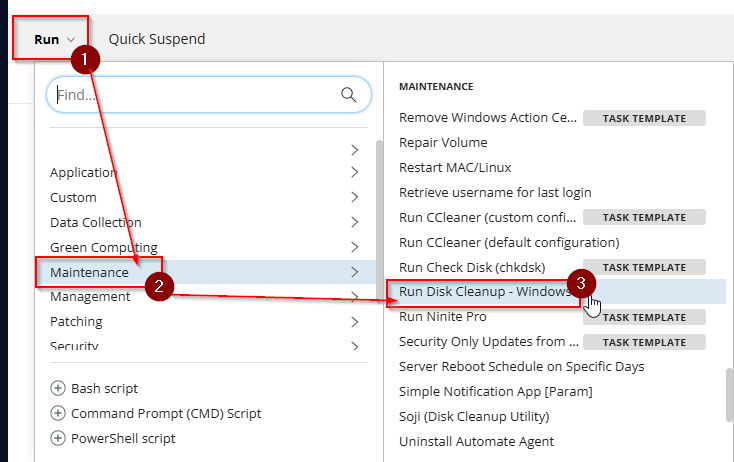 Run
Quick Suspend
1
Find...
Application
Custom
Data Collection
Green Computing
Maintenance
2
Management
Patching
Security
Bash script
Command Prompt (CMD) Script
PowerShell script
MAINTENANCE
Remove Windows Action Ce... TASK TEMPLATE
Repair Volume
Restart MAC/Linux
Retrieve username for last login
Run CCleaner (custom confi... TASK TEMPLATE
Run CCleaner (default configuration)
Run Check Disk (chkdsk) TASK TEMPLATE
3
Run Disk Cleanup - Windows
Run Ninite Pro TASK TEMPLATE
Security Only Updates from ... TASK TEMPLATE
Server Reboot Schedule on Specific Days
Simple Notification App [Param]
Soji (Disk Cleanup Utility)
Uninstall Automate Agent